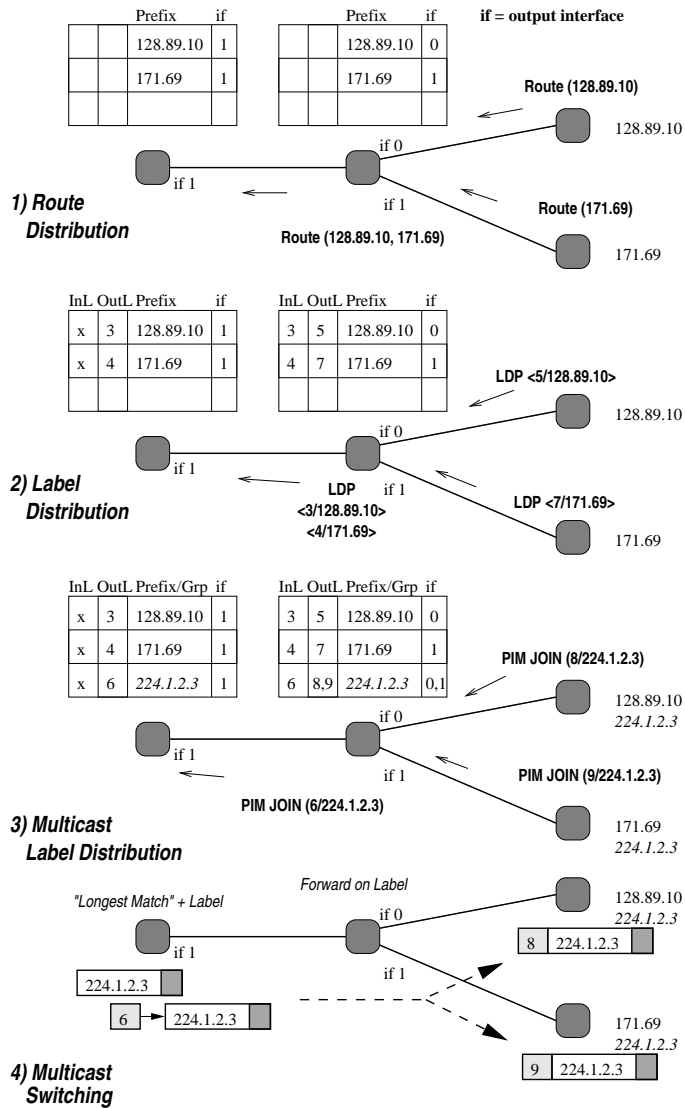 Prefix if
Prefix if
if = output interface
128.89.10 1
128.89.10 0
171.69 1
171.69 1
Route (128.89.10)
128.89.10
if 0
if 1
if 1
1) Route
Distribution
Route (171.69)
Route (128.89.10, 171.69)
171.69
InL OutL Prefix if
InL OutL Prefix if
x 3 128.89.10 1
3 5 128.89.10 0
x 4 171.69 1
4 7 171.69 1
LDP <5/128.89.10>
128.89.10
if 0
if 1
if 1
2) Label
Distribution
LDP
<3/128.89.10>
<4/171.69>
LDP <7/171.69>
171.69
InL OutL Prefix/Grp if
InL OutL Prefix/Grp if
x 3 128.89.10 1
3 5 128.89.10 0
x 4 171.69 1
4 7 171.69 1
x 6 224.1.2.3 1
6 8,9 224.1.2.3 0,1
PIM JOIN (8/224.1.2.3)
128.89.10
224.1.2.3
if 0
if 1
if 1
PIM JOIN (9/224.1.2.3)
PIM JOIN (6/224.1.2.3)
3) Multicast
Label Distribution
171.69
224.1.2.3
"Longest Match" + Label
Forward on Label
128.89.10
224.1.2.3
if 0
if 1
if 1
8 224.1.2.3
224.1.2.3
6 224.1.2.3
171.69
224.1.2.3
9 224.1.2.3
4) Multicast
Switching